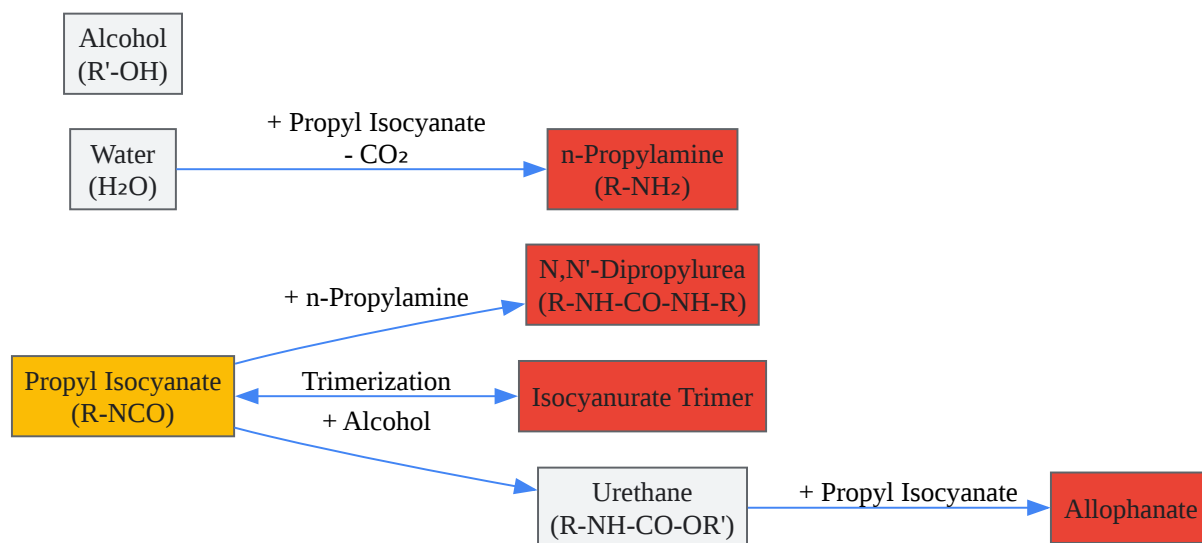 Alcohol
(R'-OH)
+ Propyl Isocyanate
- CO₂
Water
(H₂O)
n-Propylamine
(R-NH₂)
N,N'-Dipropylurea
(R-NH-CO-NH-R)
+ n-Propylamine
Propyl Isocyanate
(R-NCO)
Trimerization
Isocyanurate Trimer
+ Alcohol
Urethane
(R-NH-CO-OR')
+ Propyl Isocyanate
Allophanate